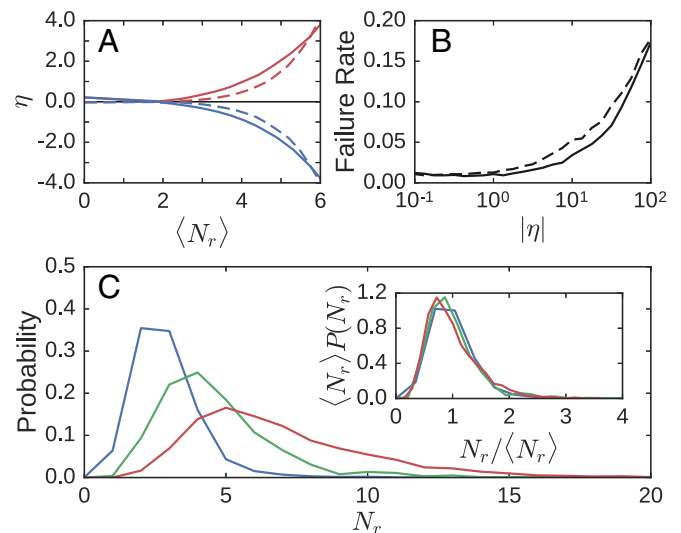 A
η
4.0
2.0
0.0
-2.0
-4.0
0 2 4 6
⟨N_r⟩
B
Failure Rate
0.20
0.15
0.10
0.05
0.00
10^-1 10^0 10^1 10^2
|η|
C
Probability
0.5
0.4
0.3
0.2
0.1
0.0
0 5 10 15 20
N_r
⟨N_r⟩P(N_r)
1.2
0.8
0.4
0.0
0 1 2 3 4
N_r/⟨N_r⟩